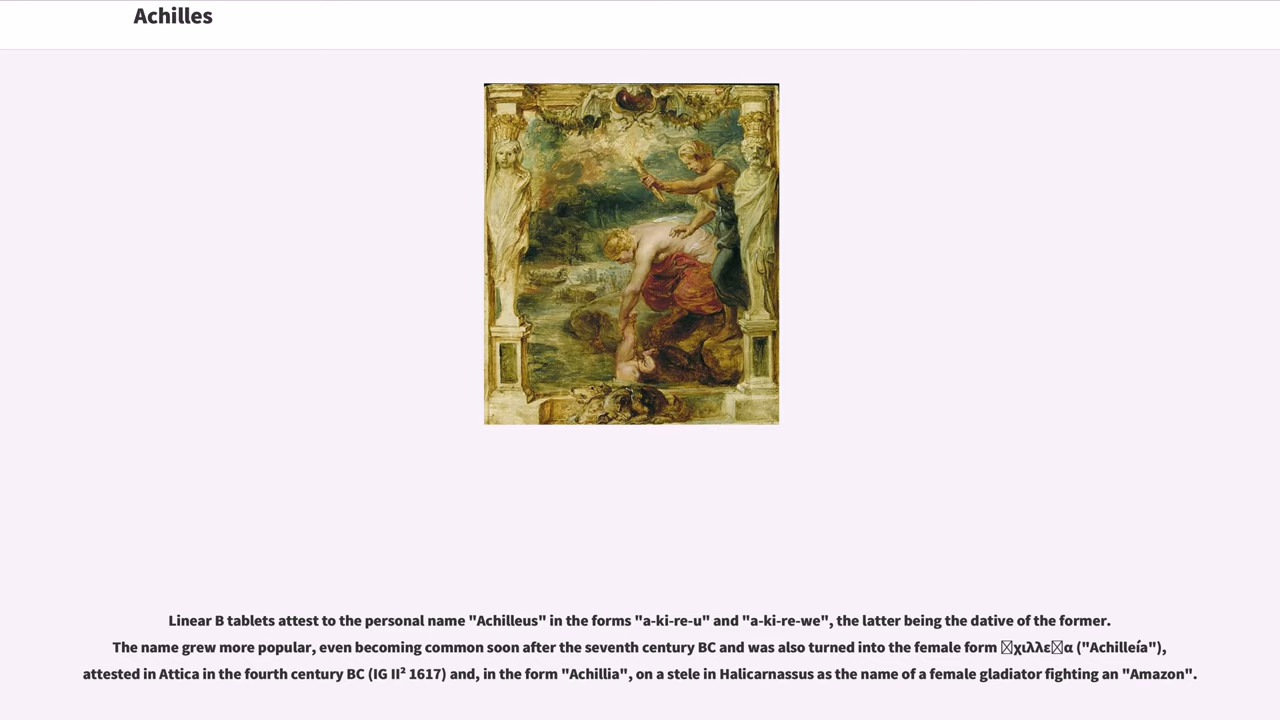 Achilles
Linear B tablets attest to the personal name "Achilleus" in the forms "a-ki-re-u" and "a-ki-re-we", the latter being the dative of the former.
The name grew more popular, even becoming common soon after the seventh century BC and was also turned into the female form □χιλλε□α ("Achilleía"),
attested in Attica in the fourth century BC (IG II² 1617) and, in the form "Achillia", on a stele in Halicarnassus as the name of a female gladiator fighting an "Amazon".